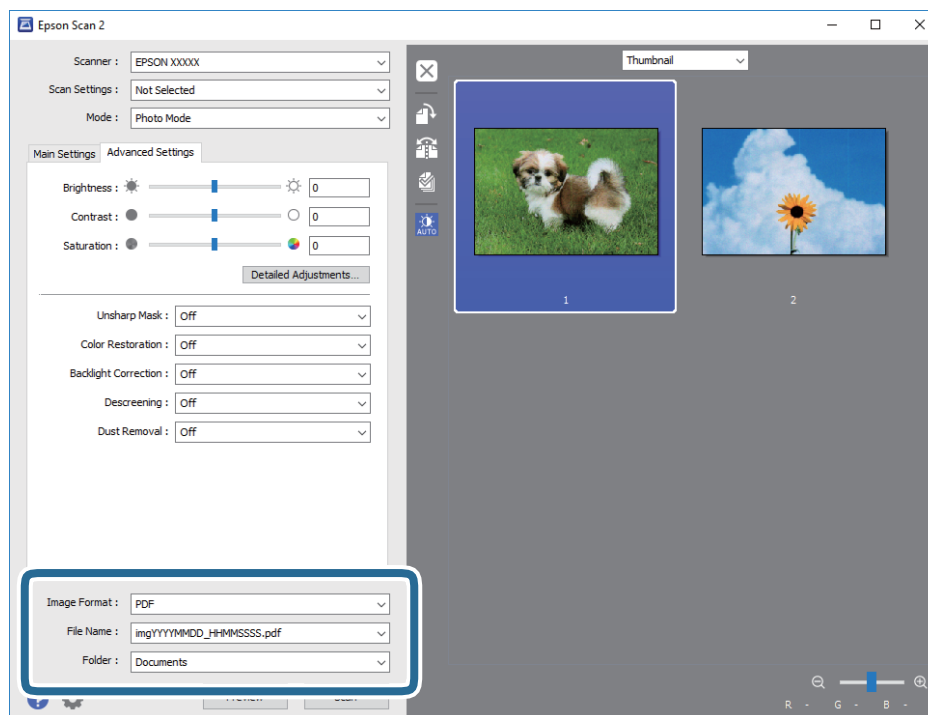 Epson Scan 2
Scanner : EPSON XXXXX
Scan Settings : Not Selected
Mode : Photo Mode
Main Settings Advanced Settings
Brightness : 0
Contrast : 0
Saturation : 0
Detailed Adjustments...
Unsharp Mask : Off
Color Restoration : Off
Backlight Correction : Off
Descreening : Off
Dust Removal : Off
Image Format : PDF
File Name : imgYYYYMMDD_HHMMSSSS.pdf
Folder : Documents
Thumbnail
AUTO
1
2
R - G - B -